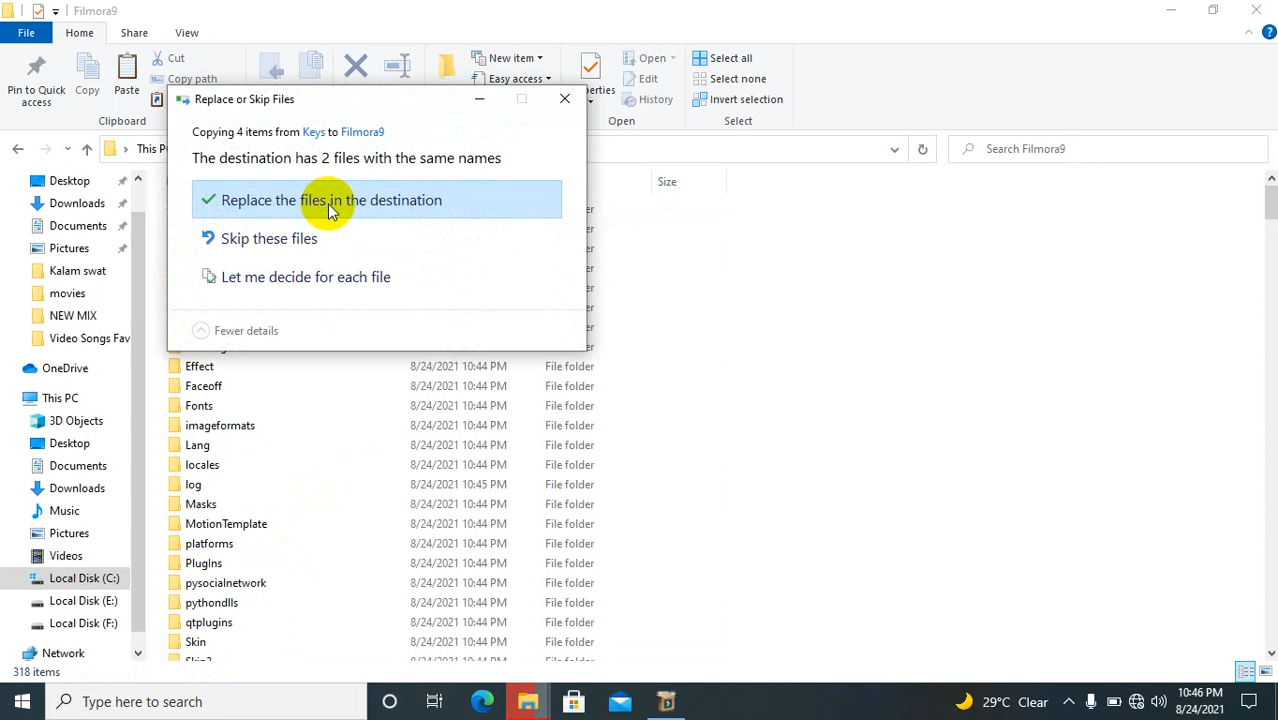 Filmora9
File
Home
Share
View
Pin to Quick access
Copy
Paste
Cut
Copy path
New item
Easy access
Open
Edit
History
Select all
Select none
Invert selection
Clipboard
Open
Select
This
Search Filmora9
Replace or Skip Files
Copying 4 items from Keys to Filmora9
The destination has 2 files with the same names
Replace the files in the destination
Skip these files
Let me decide for each file
Fewer details
Size
Desktop
Downloads
Documents
Pictures
Kalam swat
movies
NEW MIX
Video Songs Fav
OneDrive
This PC
3D Objects
Desktop
Documents
Downloads
Music
Pictures
Videos
Local Disk (C:)
Local Disk (E:)
Local Disk (F:)
Network
Effect 8/24/2021 10:44 PM File folder
Faceoff 8/24/2021 10:44 PM File folder
Fonts 8/24/2021 10:44 PM File folder
imageformats 8/24/2021 10:44 PM File folder
Lang 8/24/2021 10:44 PM File folder
locales 8/24/2021 10:44 PM File folder
log 8/24/2021 10:45 PM File folder
Masks 8/24/2021 10:44 PM File folder
MotionTemplate 8/24/2021 10:44 PM File folder
platforms 8/24/2021 10:44 PM File folder
PlugIns 8/24/2021 10:44 PM File folder
pysocialnetwork 8/24/2021 10:44 PM File folder
pythondlls 8/24/2021 10:44 PM File folder
qtplugins 8/24/2021 10:44 PM File folder
Skin 8/24/2021 10:44 PM File folder
318 items
Type here to search
29°C Clear
10:46 PM
8/24/2021